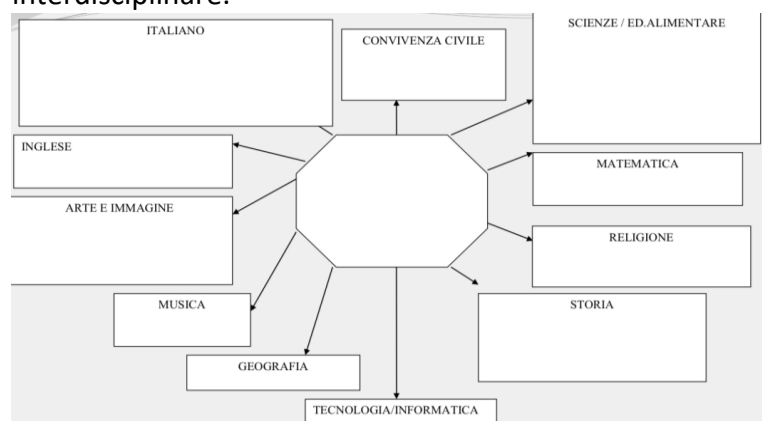 interdisciplinare.
ITALIANO
CONVIVENZA CIVILE
SCIENZE / ED.ALIMENTARE
INGLESE
MATEMATICA
ARTE E IMMAGINE
RELIGIONE
MUSICA
STORIA
GEOGRAFIA
TECNOLOGIA/INFORMATICA